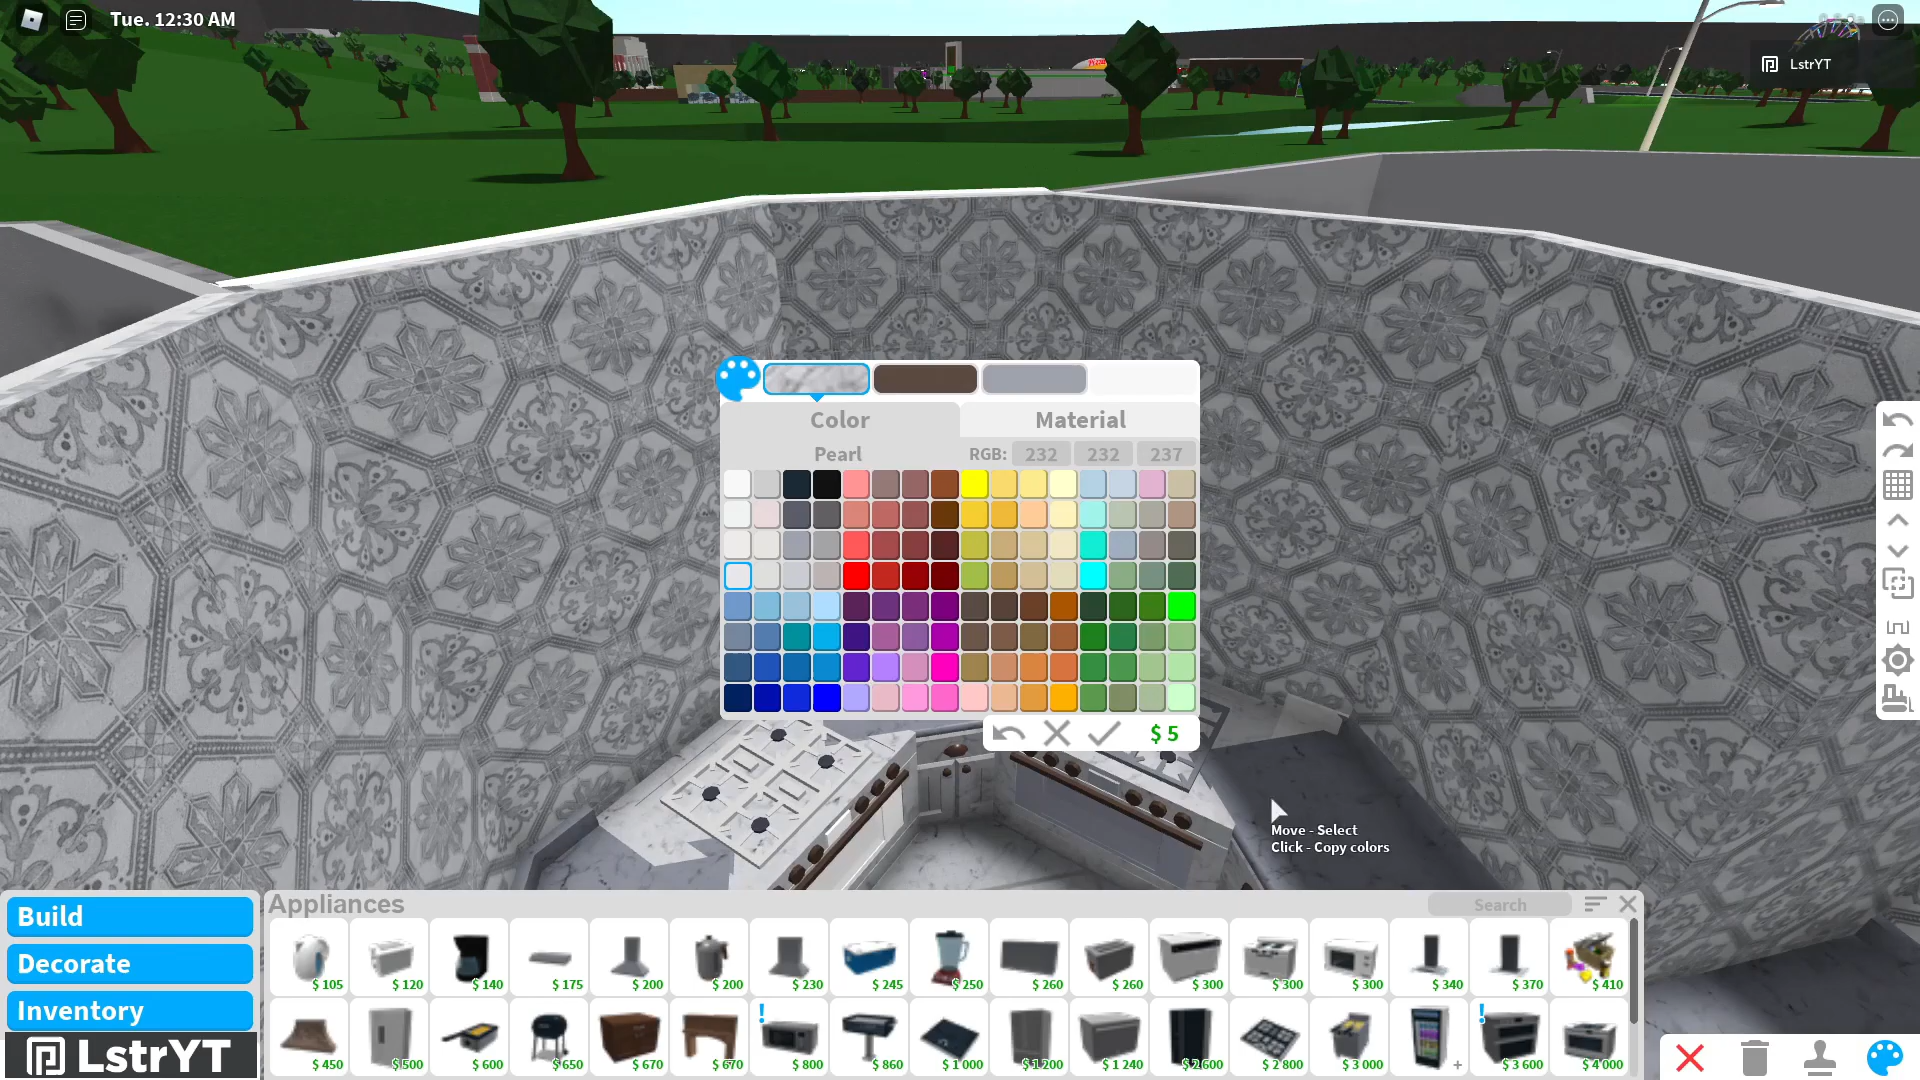 Tue. 12:30 AM
LstrYT
Color
Material
Pearl
RGB: 232 232 237
$ 5
Move - Select
Click - Copy colors
Build
Decorate
Inventory
LstrYT
Appliances
Search
$ 105
$ 120
$ 140
$ 175
$ 200
$ 200
$ 230
$ 245
$ 250
$ 260
$ 260
$ 300
$ 300
$ 300
$ 340
$ 370
$ 410
$ 450
$ 500
$ 600
$ 650
$ 670
$ 670
! $ 800
$ 860
$ 1 000
$ 1 200
$ 1 240
$ 2 600
$ 2 800
$ 3 000
+
! $ 3 600
$ 4 000